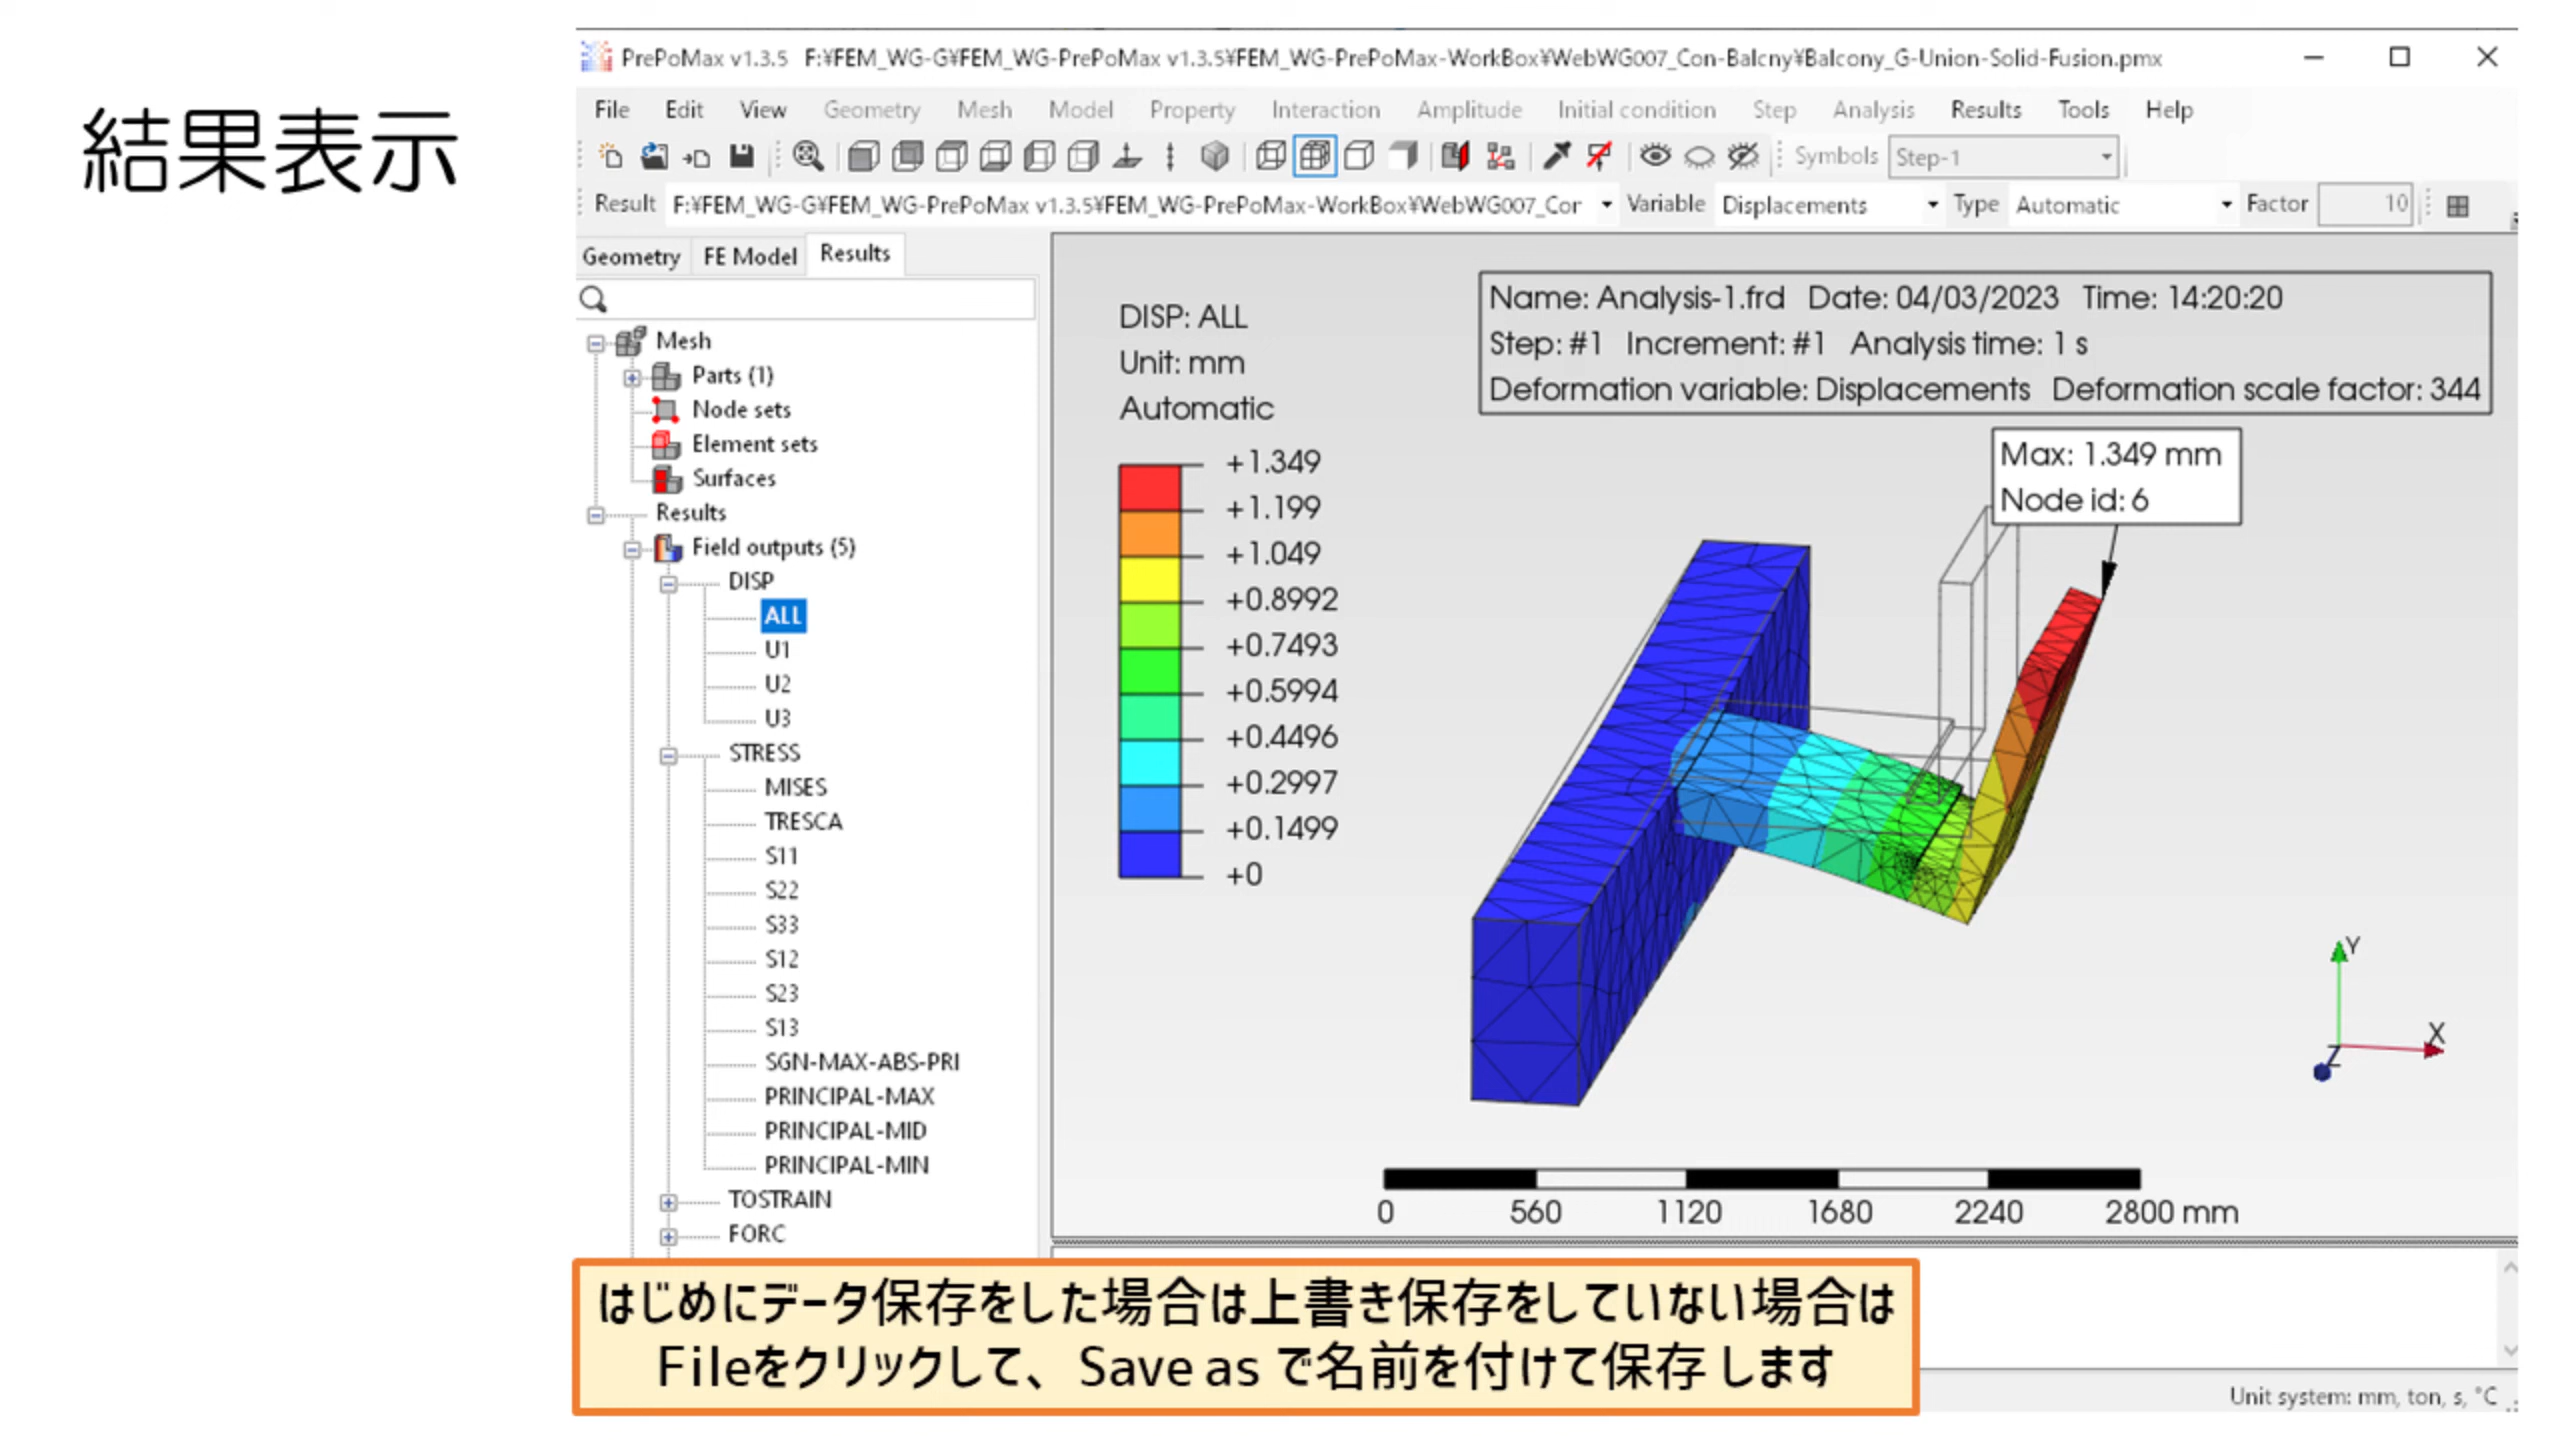 結果表示
PrePoMax v1.3.5 F:¥FEM_WG-G¥FEM_WG-PrePoMax v1.3.5¥FEM_WG-PrePoMax-WorkBox¥WebWG007_Con-Balcny¥Balcony_G-Union-Solid-Fusion.pmx
File Edit View Geometry Mesh Model Property Interaction Amplitude Initial condition Step Analysis Results Tools Help
Symbols Step-1
Result F:¥FEM_WG-G¥FEM_WG-PrePoMax v1.3.5¥FEM_WG-PrePoMax-WorkBox¥WebWG007_Cor Variable Displacements Type Automatic Factor 10
Geometry FE Model Results
Mesh
Parts (1)
Node sets
Element sets
Surfaces
Results
Field outputs (5)
DISP
ALL
U1
U2
U3
STRESS
MISES
TRESCA
S11
S22
S33
S12
S23
S13
SGN-MAX-ABS-PRI
PRINCIPAL-MAX
PRINCIPAL-MID
PRINCIPAL-MIN
TOSTRAIN
FORC
DISP: ALL
Unit: mm
Automatic
+1.349
+1.199
+1.049
+0.8992
+0.7493
+0.5994
+0.4496
+0.2997
+0.1499
+0
Name: Analysis-1.frd Date: 04/03/2023 Time: 14:20:20
Step: #1 Increment: #1 Analysis time: 1 s
Deformation variable: Displacements Deformation scale factor: 344
Max: 1.349 mm
Node id: 6
Y
X
Z
0 560 1120 1680 2240 2800 mm
はじめにデータ保存をした場合は上書き保存をしていない場合は
Fileをクリックして、Save as で名前を付けて保存します
Unit system: mm, ton, s, °C